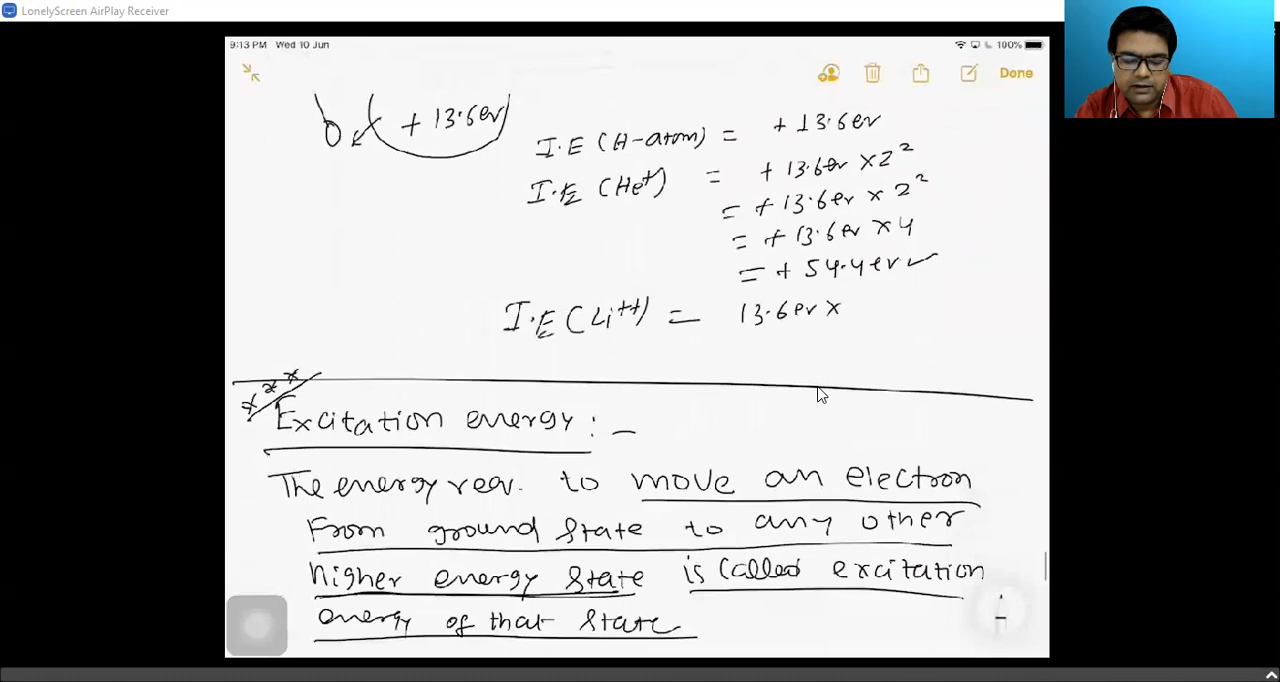 LonelyScreen AirPlay Receiver
9:13 PM Wed 10 Jun
100%
Done
+ 13.6ev
I.E (H-atom) = + 13.6ev
I.E (He+) = + 13.6ev × Z²
= + 13.6ev × 2²
= + 13.6ev × 4
= + 54.4ev ✓
I.E (Li++) = 13.6ev ×
Excitation energy : —
The energy req. to move an electron
From ground state to any other
higher energy state is called excitation
energy of that state